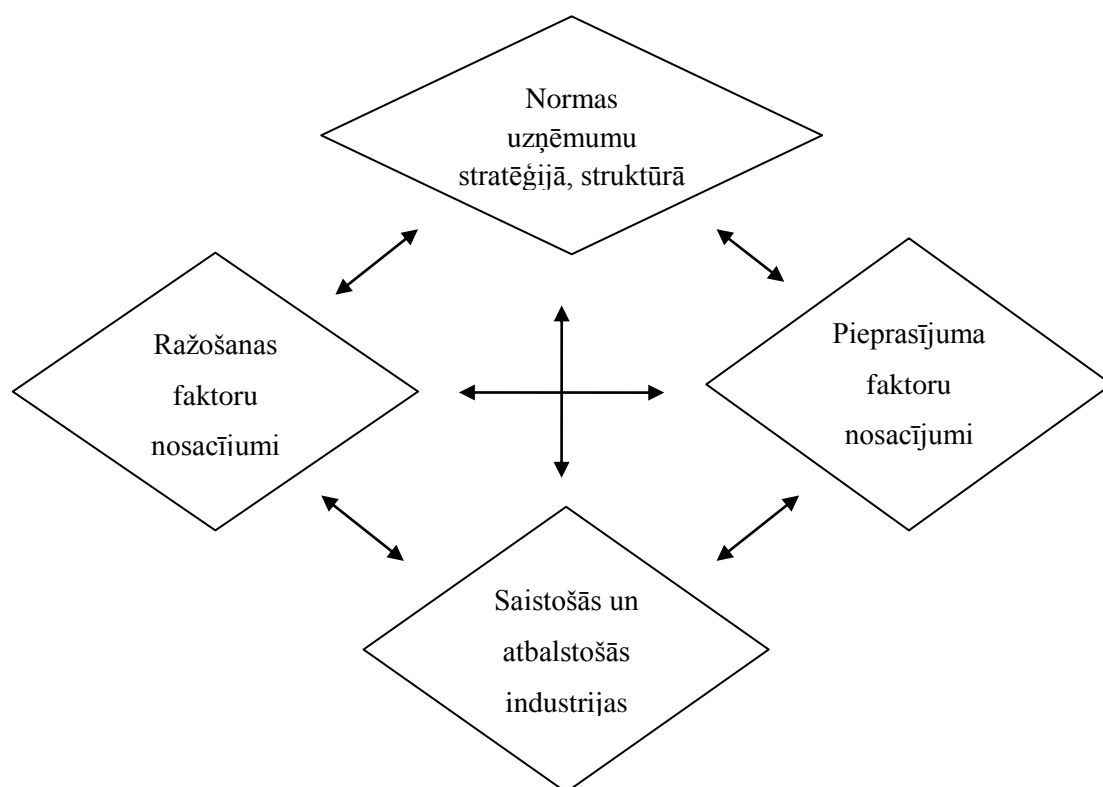 Normas
uzņēmumu
stratēģijā, struktūrā
Ražošanas
faktoru
nosacījumi
Pieprasījuma
faktoru
nosacījumi
Saistošās un
atbalstošās
industrijas